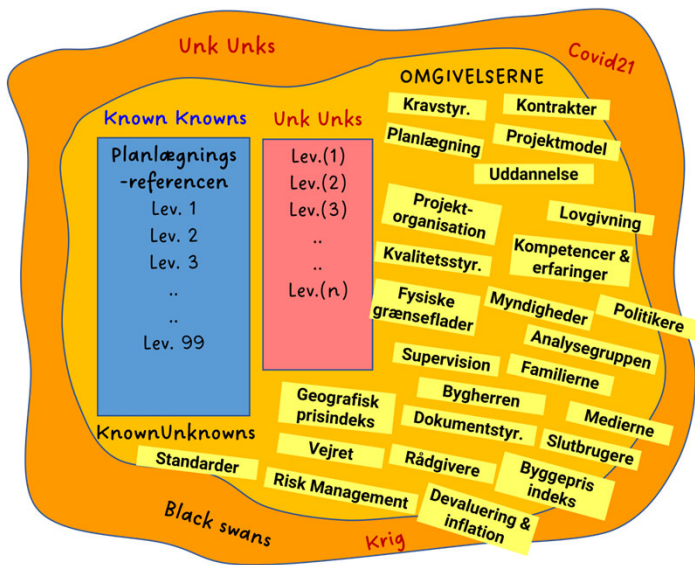 Unk Unks
Covid21
OMGIVELSERNE
Known Knowns
Planlægnings
-referencen
Lev. 1
Lev. 2
Lev. 3
..
..
Lev. 99
Unk Unks
Lev.(1)
Lev.(2)
Lev.(3)
..
..
Lev.(n)
Kravstyr.
Kontrakter
Planlægning
Projektmodel
Uddannelse
Projekt-
organisation
Lovgivning
Kvalitetsstyr.
Kompetencer &
erfaringer
Fysiske
grænseflader
Myndigheder
Politikere
Analysegruppen
Supervision
Familierne
Bygherren
Geografisk
prisindeks
Dokumentstyr.
Medierne
Slutbrugere
KnownUnknowns
Standarder
Vejret
Rådgivere
Byggepris
indeks
Risk Management
Devaluering &
inflation
Black swans
Krig